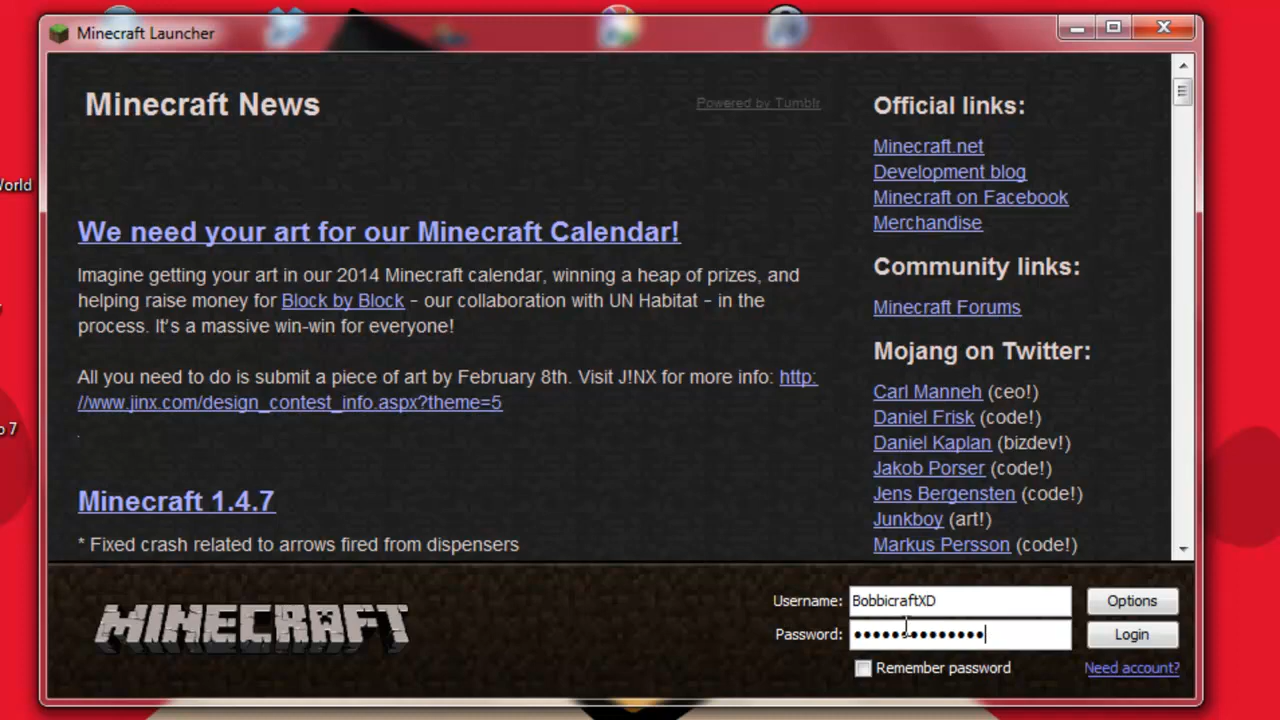 Minecraft Launcher
Minecraft News
Powered by Tumblr
We need your art for our Minecraft Calendar!
Imagine getting your art in our 2014 Minecraft calendar, winning a heap of prizes, and
helping raise money for Block by Block - our collaboration with UN Habitat - in the
process. It's a massive win-win for everyone!
All you need to do is submit a piece of art by February 8th. Visit J!NX for more info: http:
//www.jinx.com/design_contest_info.aspx?theme=5
.
Minecraft 1.4.7
* Fixed crash related to arrows fired from dispensers
Official links:
Minecraft.net
Development blog
Minecraft on Facebook
Merchandise
Community links:
Minecraft Forums
Mojang on Twitter:
Carl Manneh (ceo!)
Daniel Frisk (code!)
Daniel Kaplan (bizdev!)
Jakob Porser (code!)
Jens Bergensten (code!)
Junkboy (art!)
Markus Persson (code!)
MINECRAFT
Username: BobbicraftXD
Options
Password:
Login
Remember password
Need account?
World
7